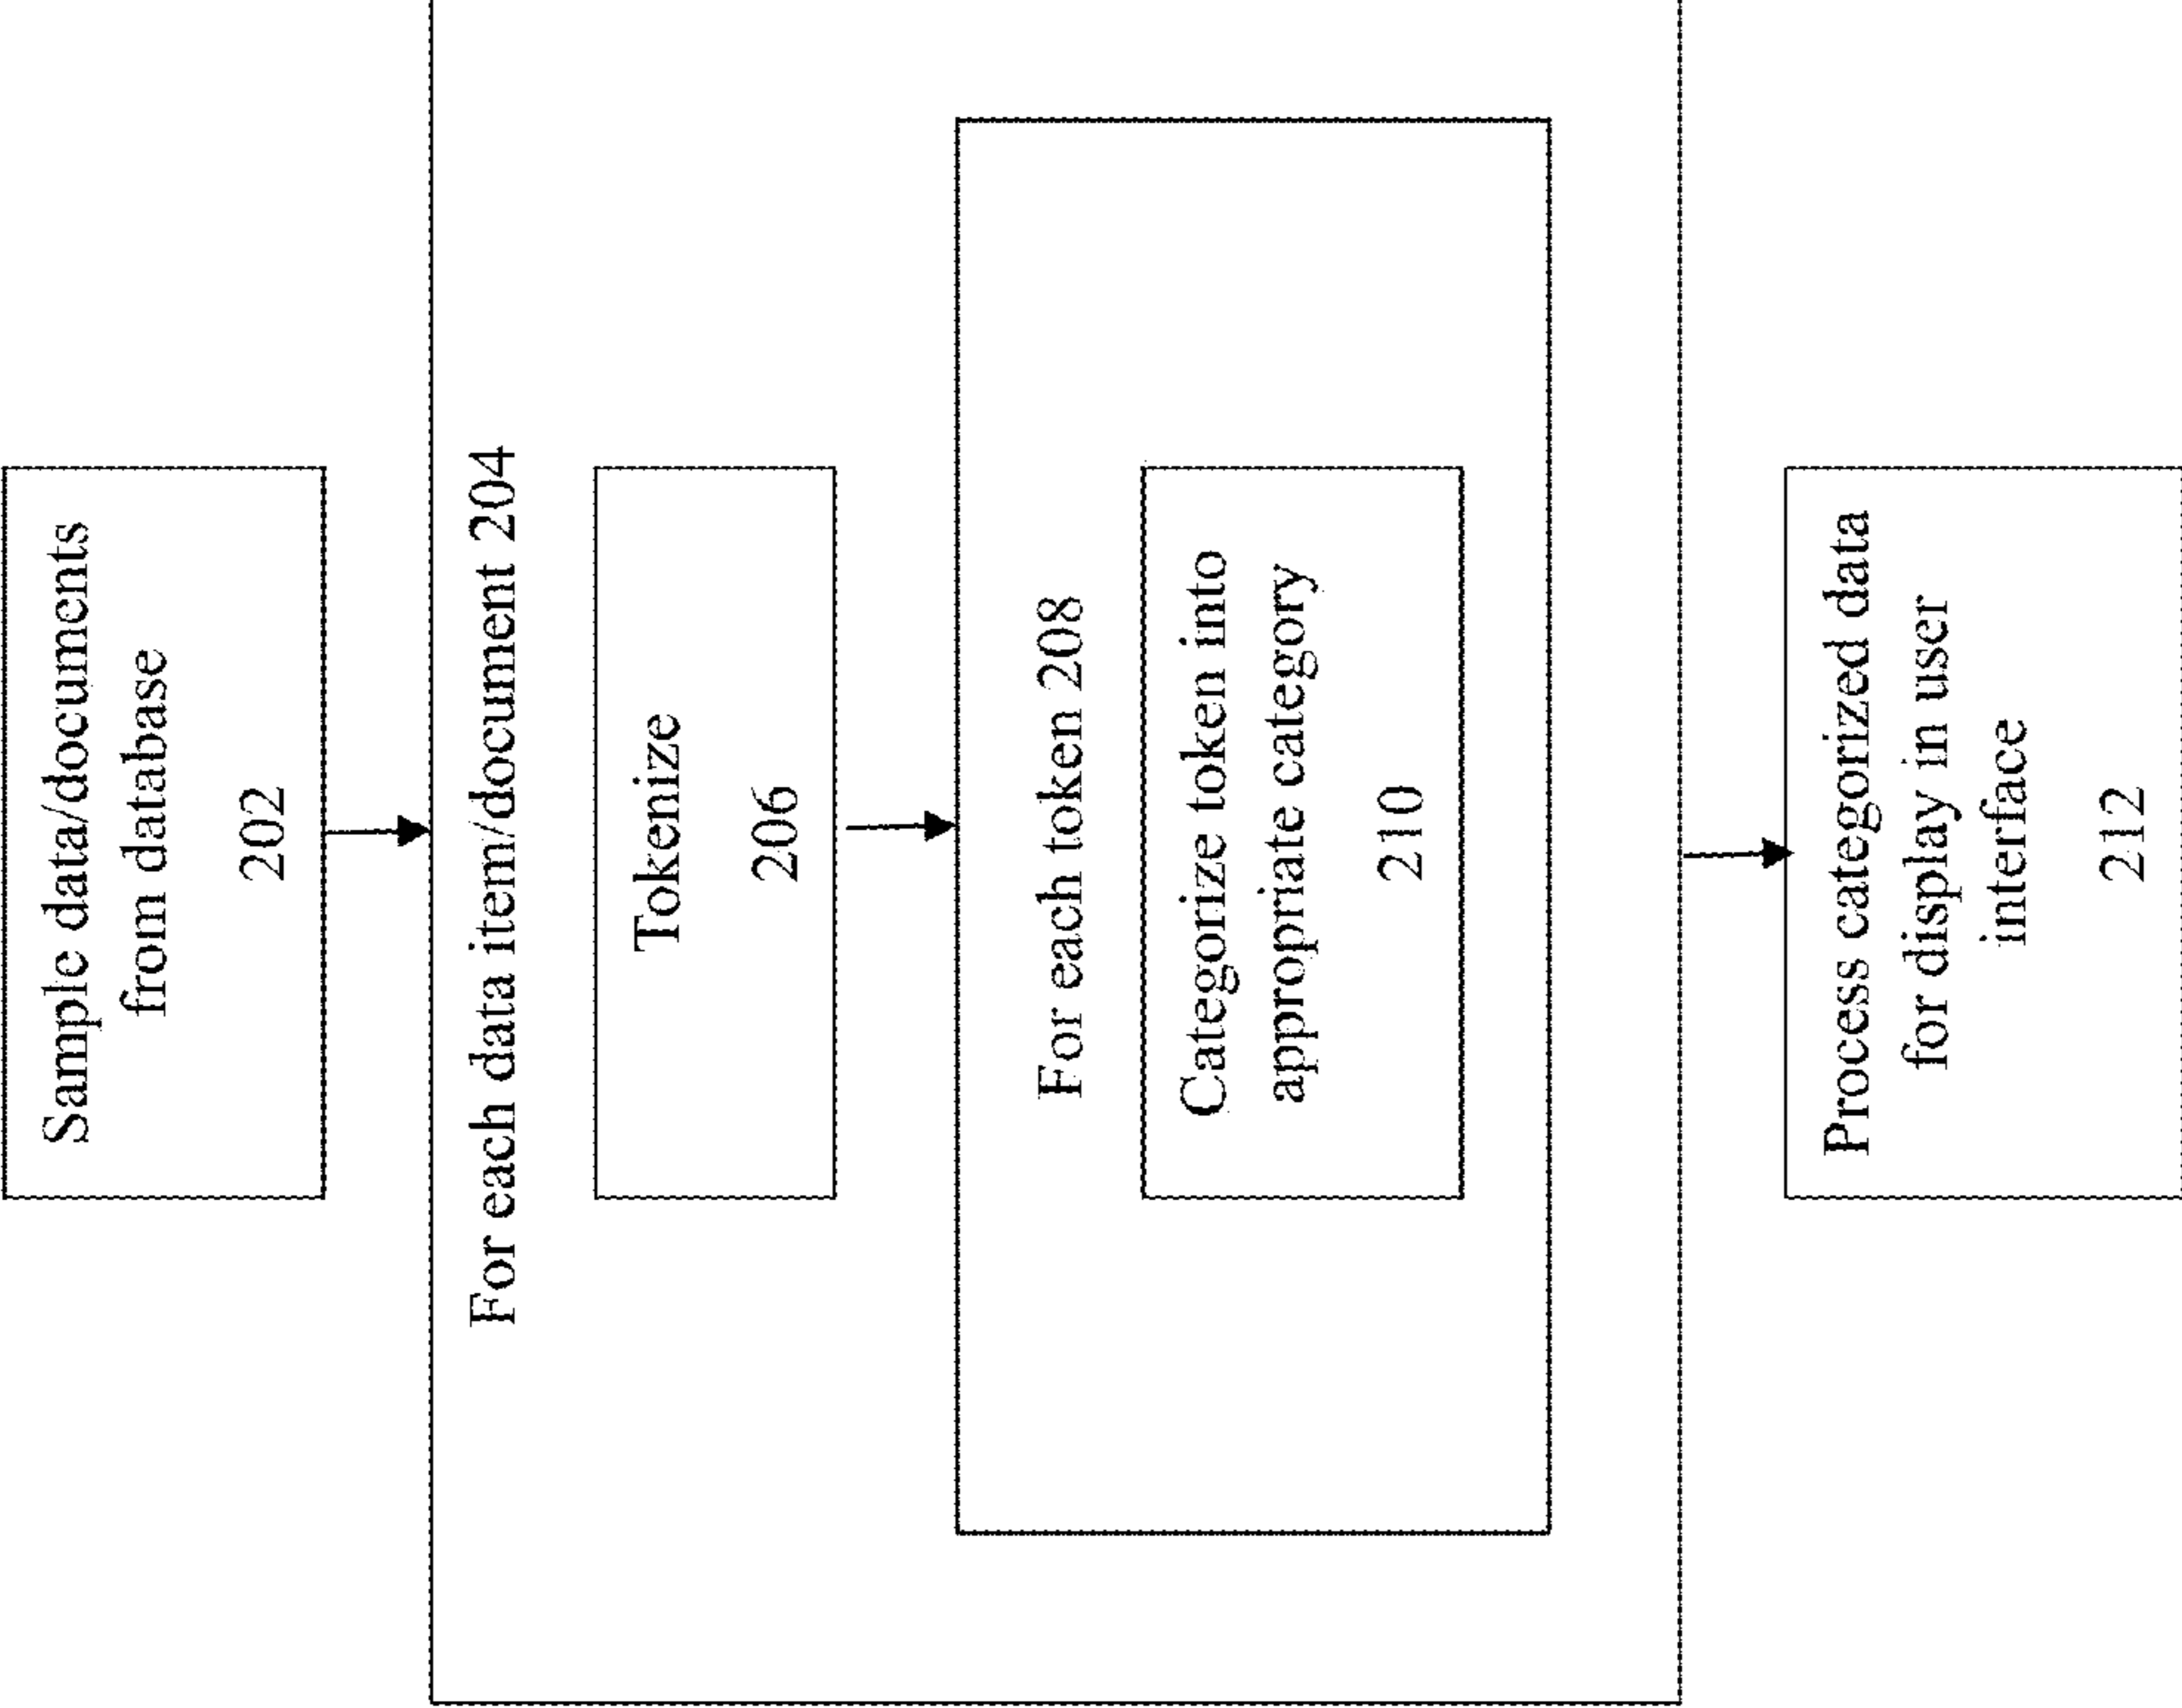 Sample data/documents
from database
202
For each data item/document 204
Tokenize
206
For each token 208
Categorize token into
appropriate category
210
Process categorized data
for display in user
interface
212